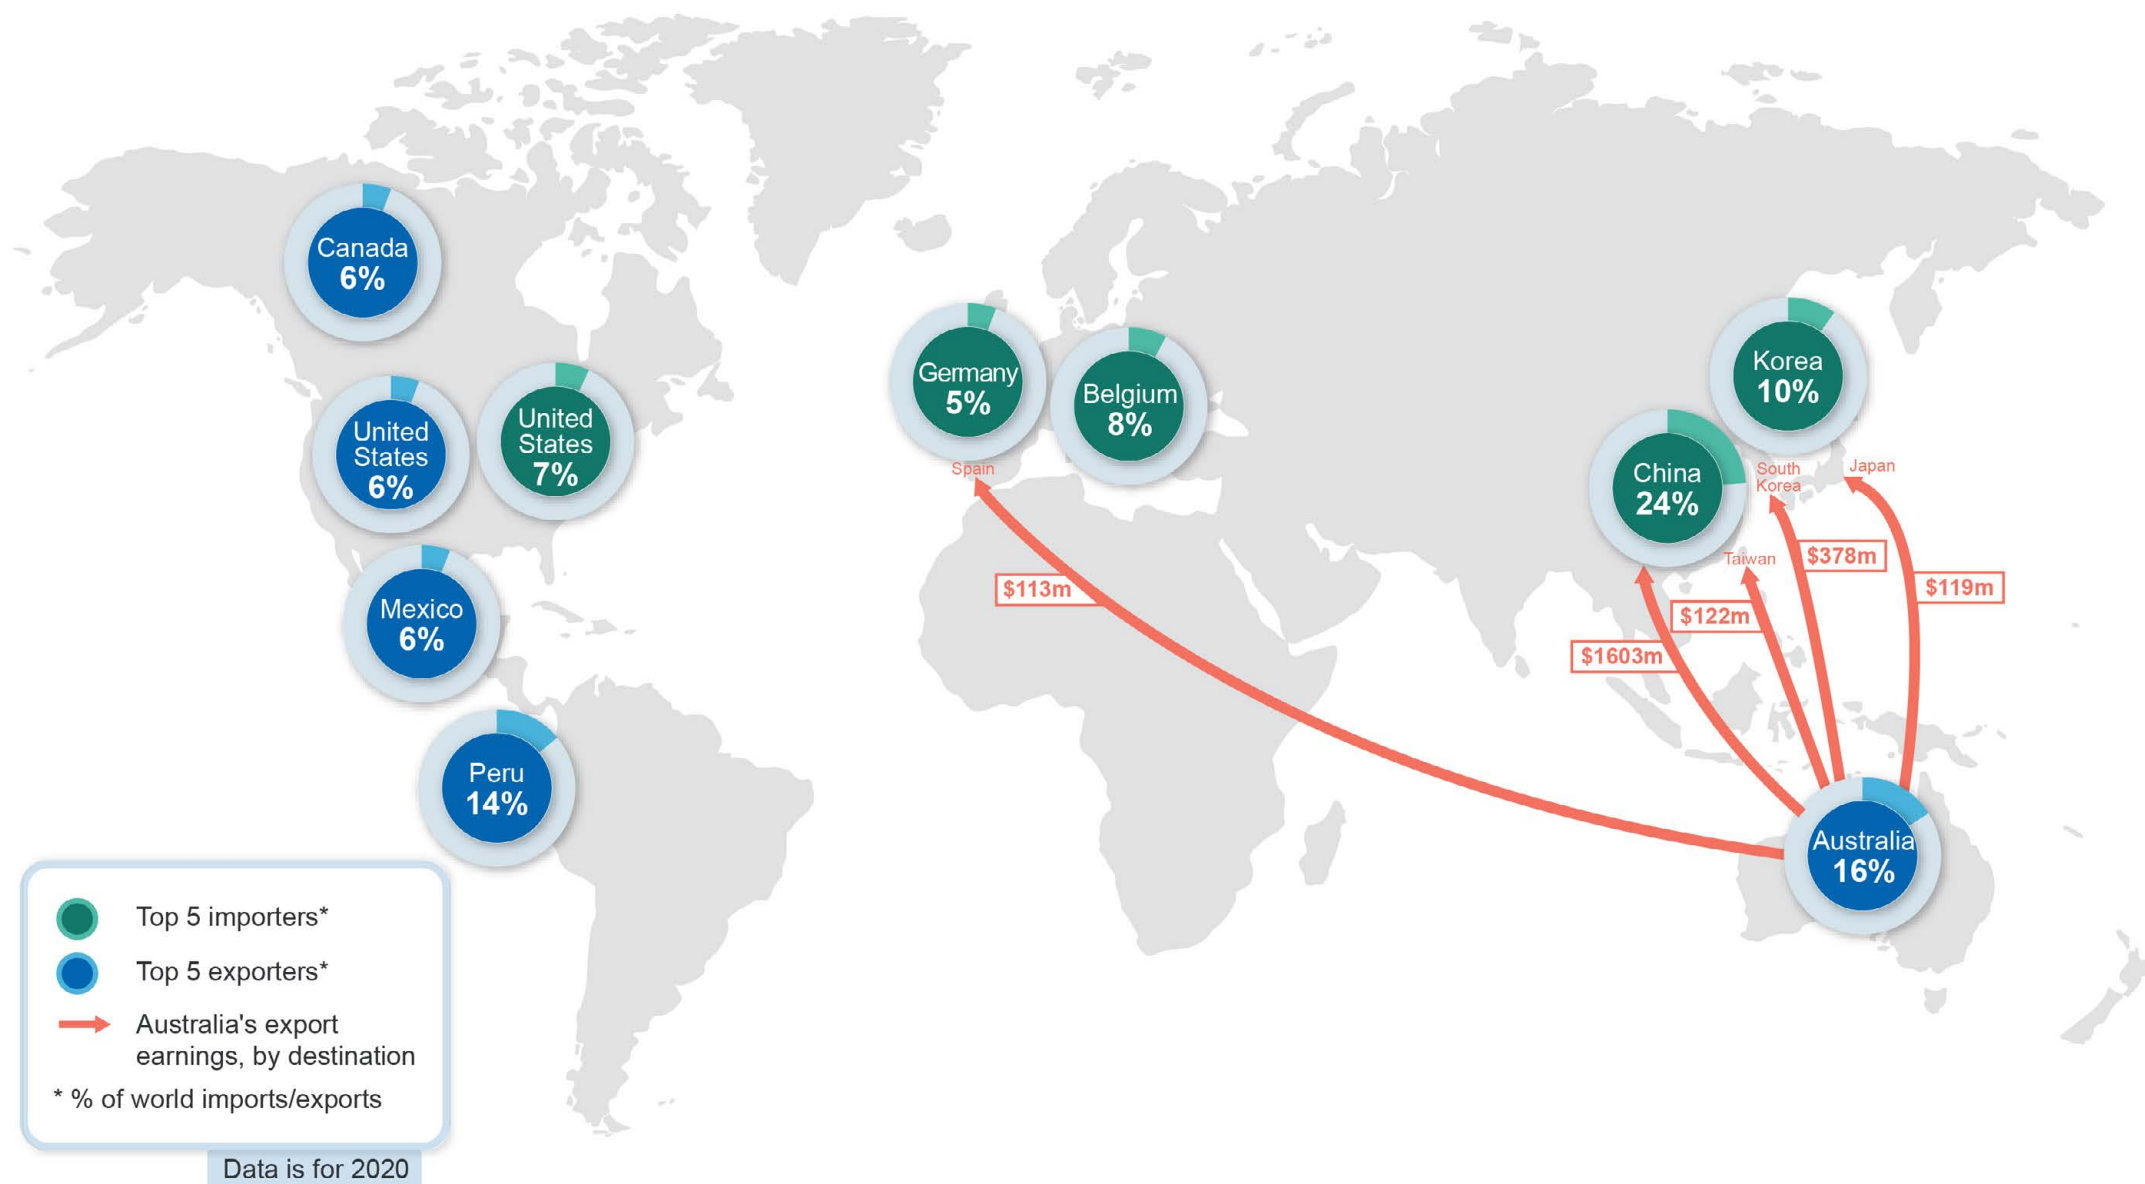 Canada
6%
United
States
6%
United
States
7%
Mexico
6%
Peru
14%
Germany
5%
Belgium
8%
Spain
$113m
Korea
10%
China
24%
South
Korea
Japan
Taiwan
$378m
$119m
$122m
$1603m
Australia
16%
Top 5 importers*
Top 5 exporters*
Australia's export
earnings, by destination
* % of world imports/exports
Data is for 2020